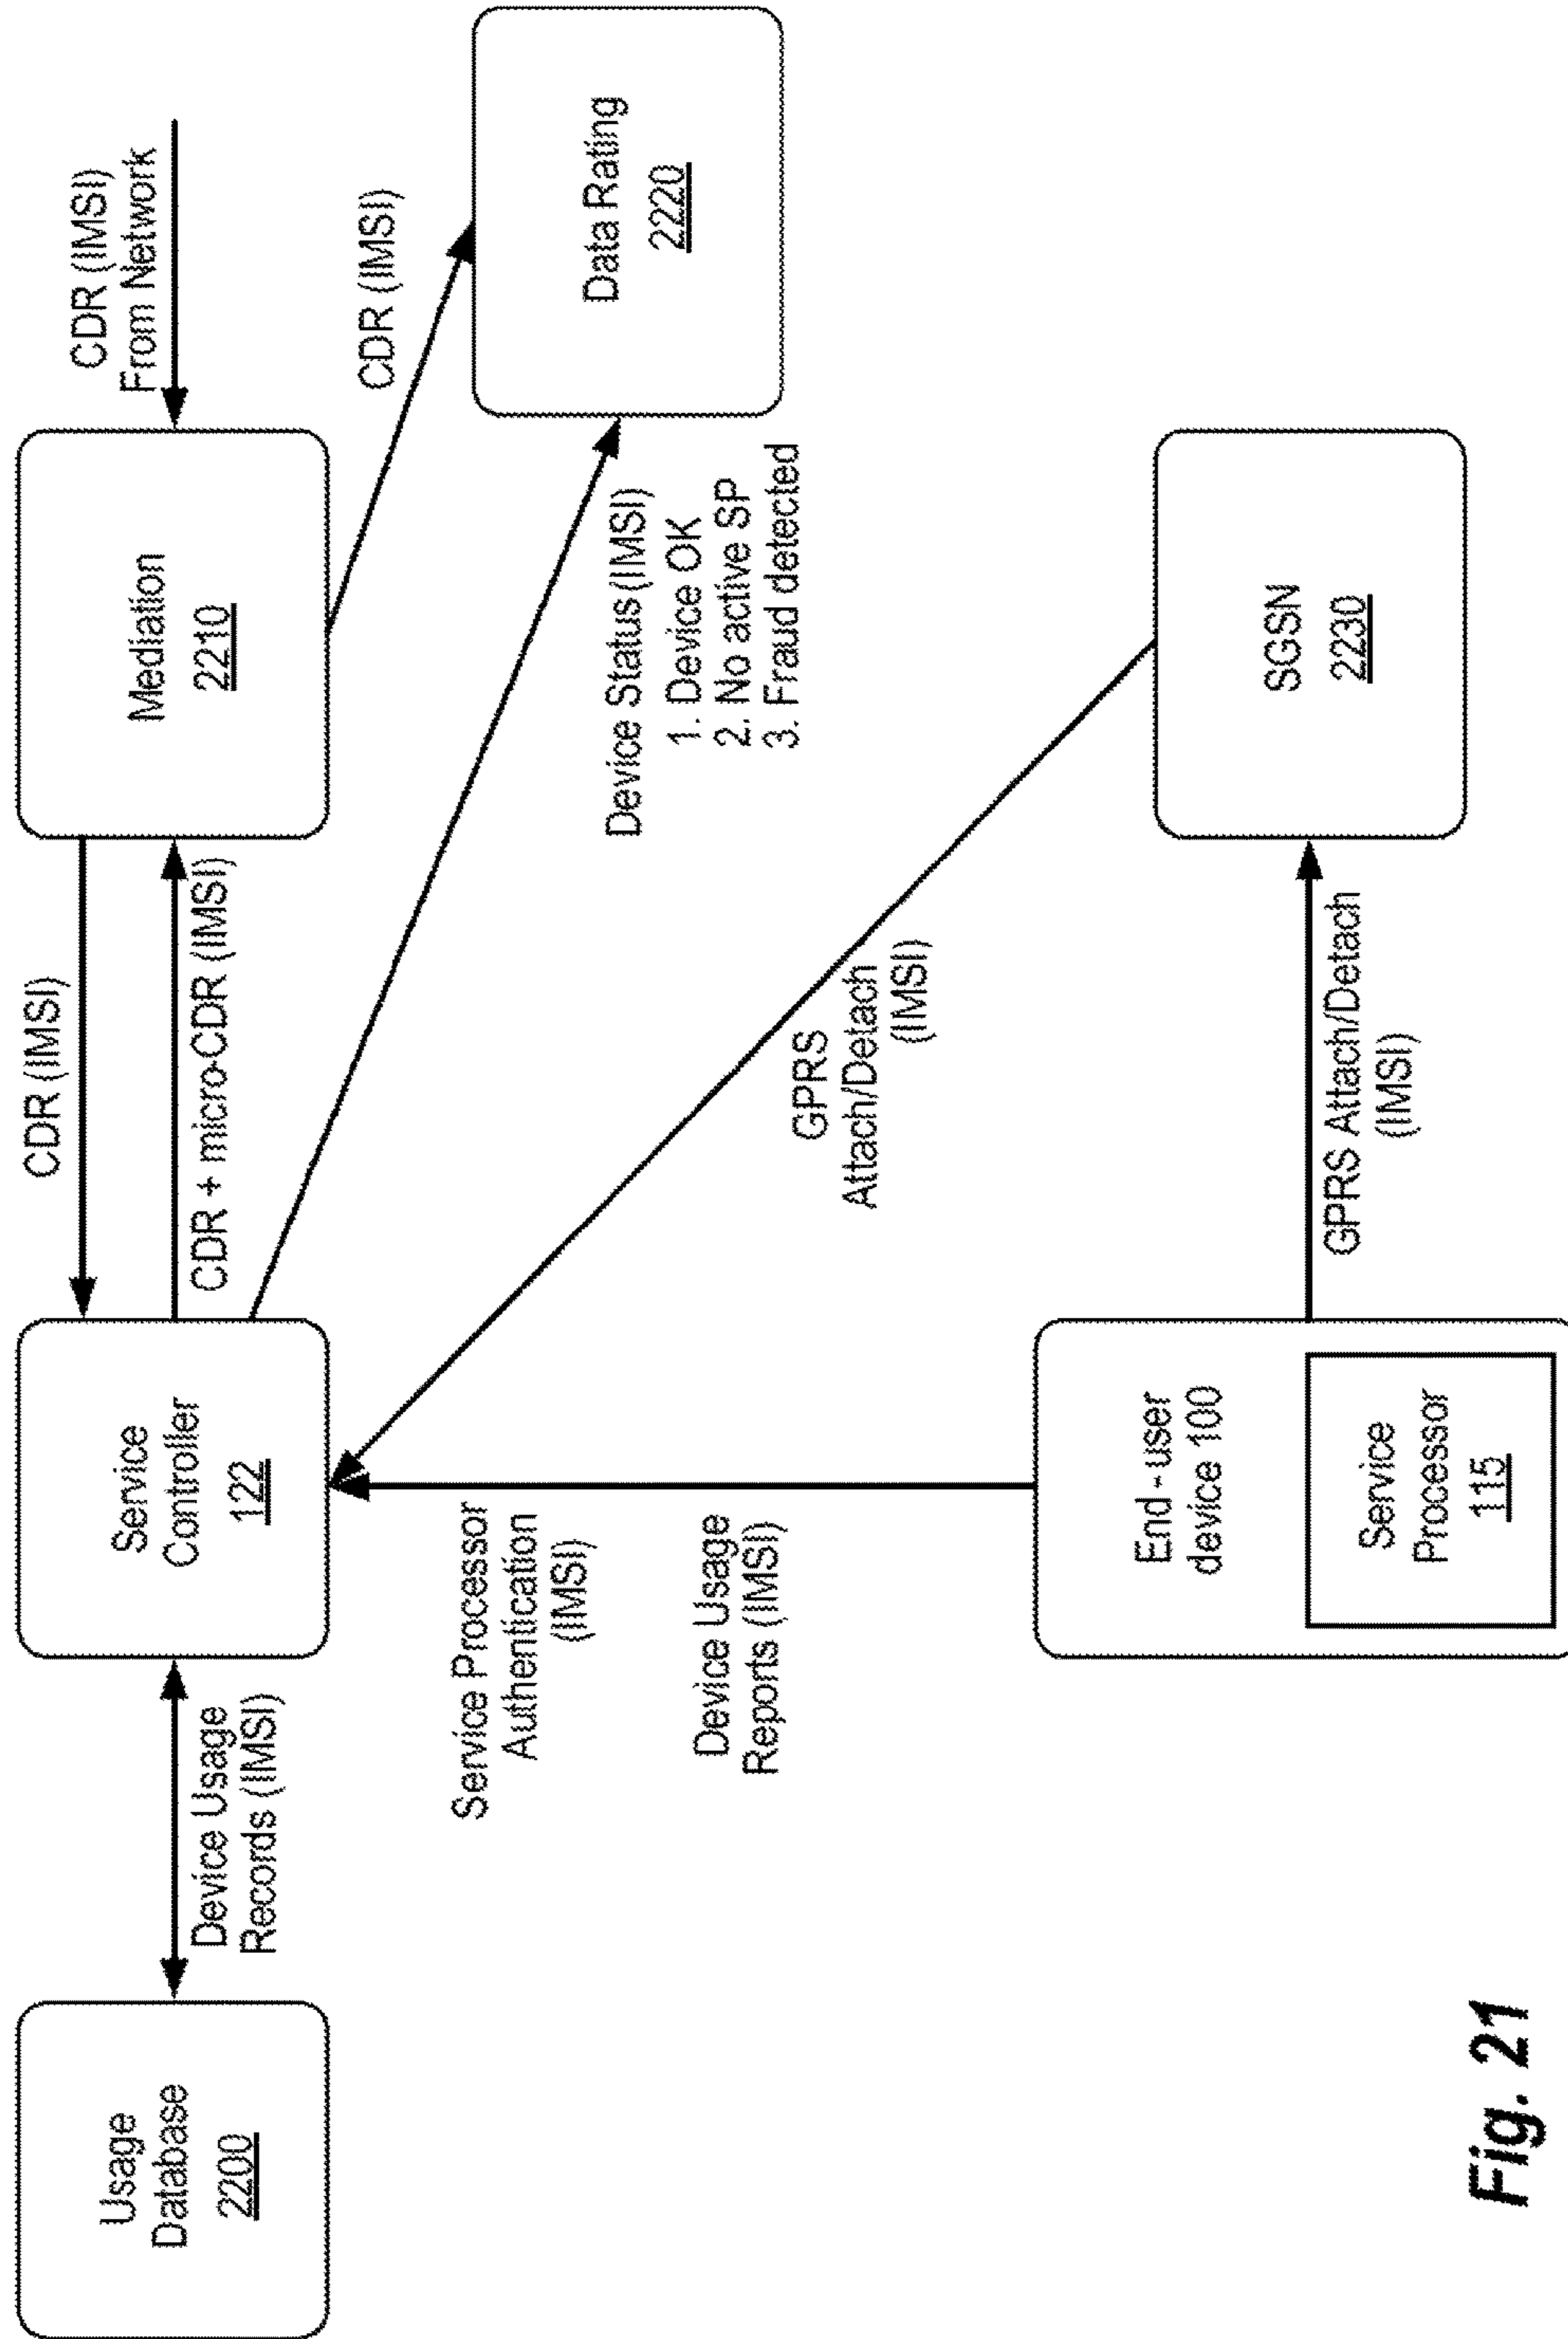 Usage
Database
2200
Device Usage
Records (IMSI)
Service
Controller
122
CDR (IMSI)
CDR + micro-CDR (IMSI)
Mediation
2210
CDR (IMSI)
From Network
CDR (IMSI)
Data Rating
2220
Device Status (IMSI)
1. Device OK
2. No active SP
3. Fraud detected
Service Processor
Authentication
(IMSI)
Device Usage
Reports (IMSI)
GPRS
Attach/Detach
(IMSI)
End - user
device 100
Service
Processor
115
GPRS Attach/Detach
(IMSI)
SGSN
2230
Fig. 21